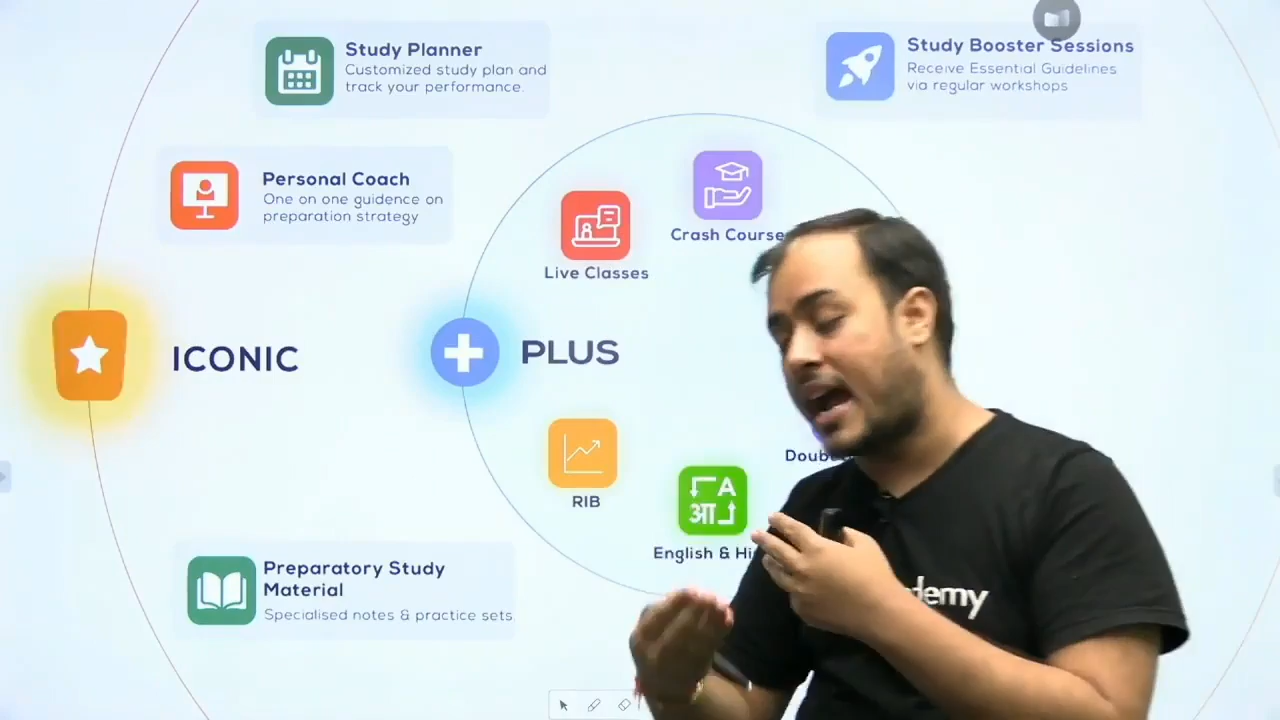 Study Planner
Customized study plan and
track your performance.
Study Booster Sessions
Receive Essential Guidelines
via regular workshops
Personal Coach
One on one guidence on
preparation strategy
Crash Course
Live Classes
ICONIC
PLUS
RIB
A
आ
English &
Preparatory Study
Material
Specialised notes & practice sets.